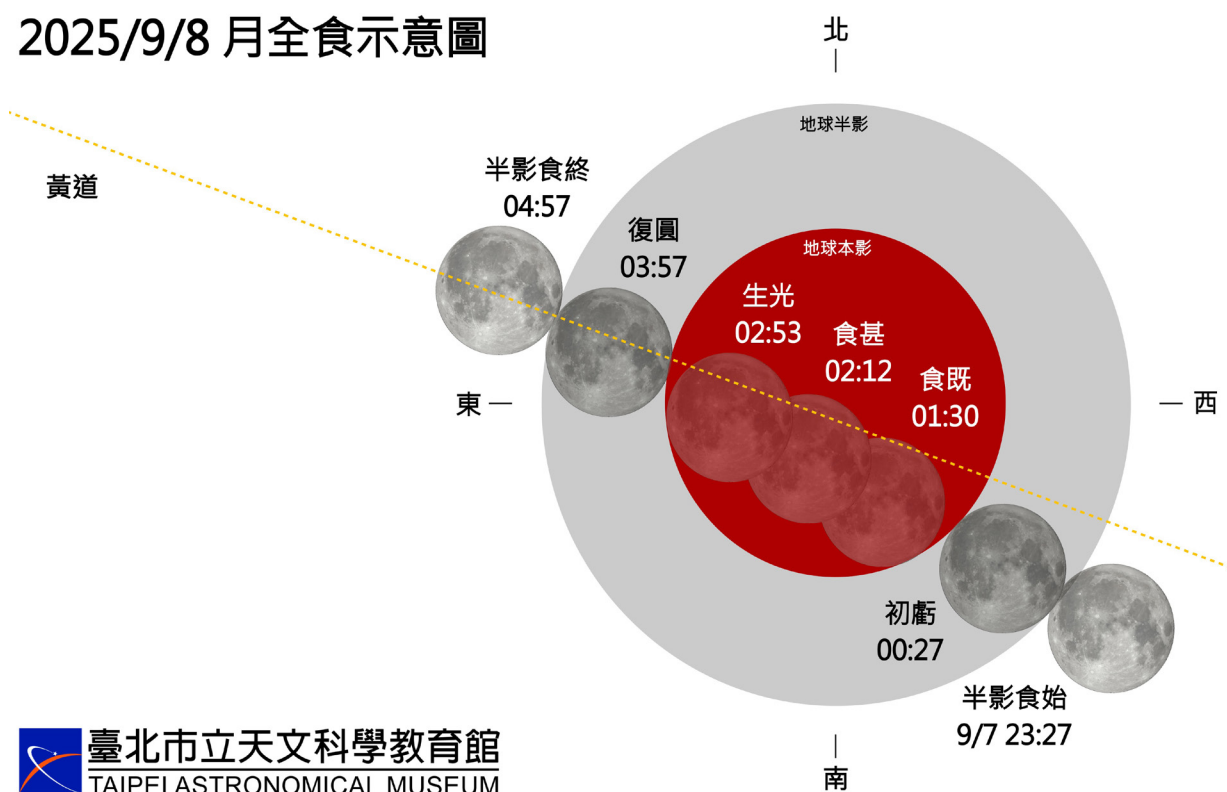 2025/9/8 月全食示意圖
北
地球半影
黃道
半影食終
04:57
復圓
03:57
地球本影
生光
02:53
食甚
02:12
食既
01:30
東
西
初虧
00:27
半影食始
9/7 23:27
南
臺北市立天文科學教育館
TAIPEI ASTRONOMICAL MUSEUM